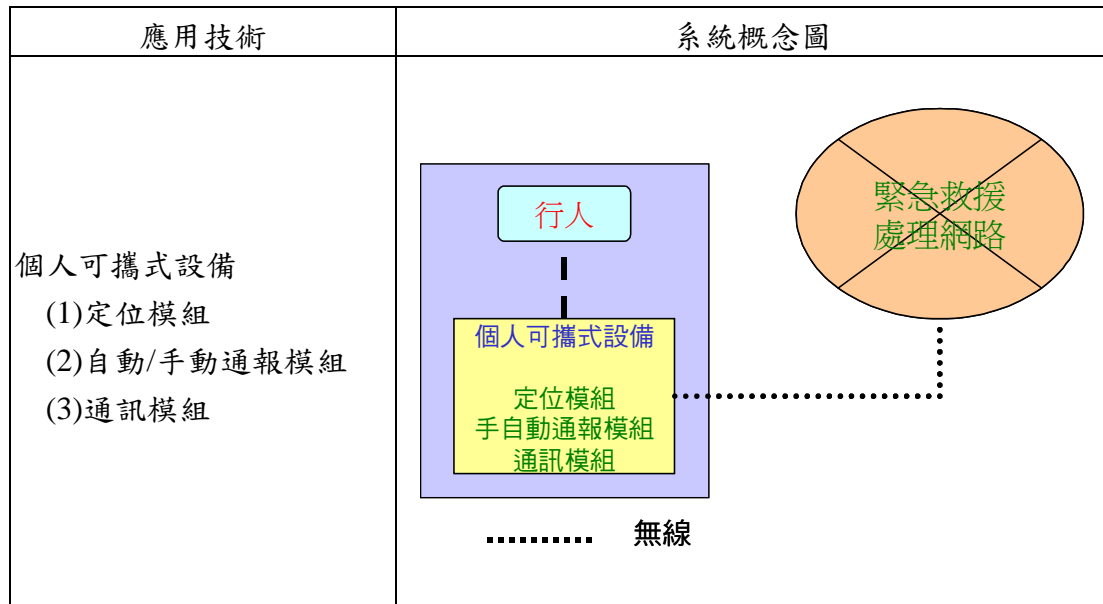 應用技術
系統概念圖
個人可攜式設備
(1)定位模組
(2)自動/手動通報模組
(3)通訊模組
行人
個人可攜式設備
定位模組
手自動通報模組
通訊模組
緊急救援
處理網路
無線